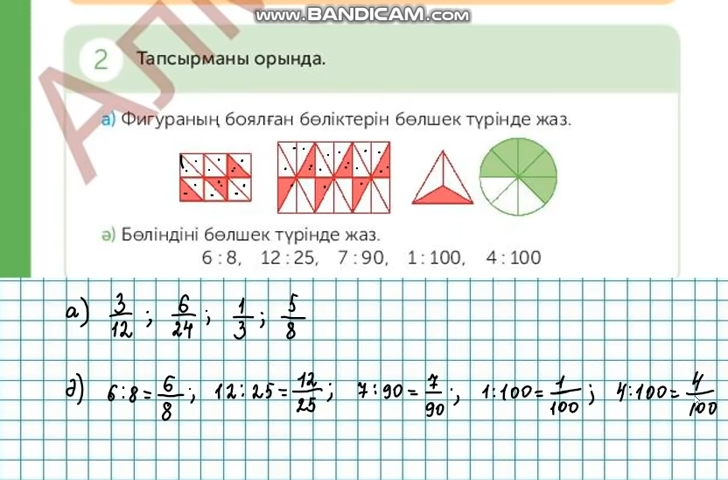 www.BANDICAM.com
АЛМ
2 Тапсырманы орында.
а) Фигураның боялған бөліктерін бөлшек түрінде жаз.
ә) Бөліндіні бөлшек түрінде жаз.
6 : 8, 12 : 25, 7 : 90, 1 : 100, 4 : 100
а) 3/12 ; 6/24 ; 1/3 ; 5/8
ә) 6:8=6/8 ; 12:25=12/25 ; 7:90=7/90 ; 1:100=1/100 ; 4:100=4/100